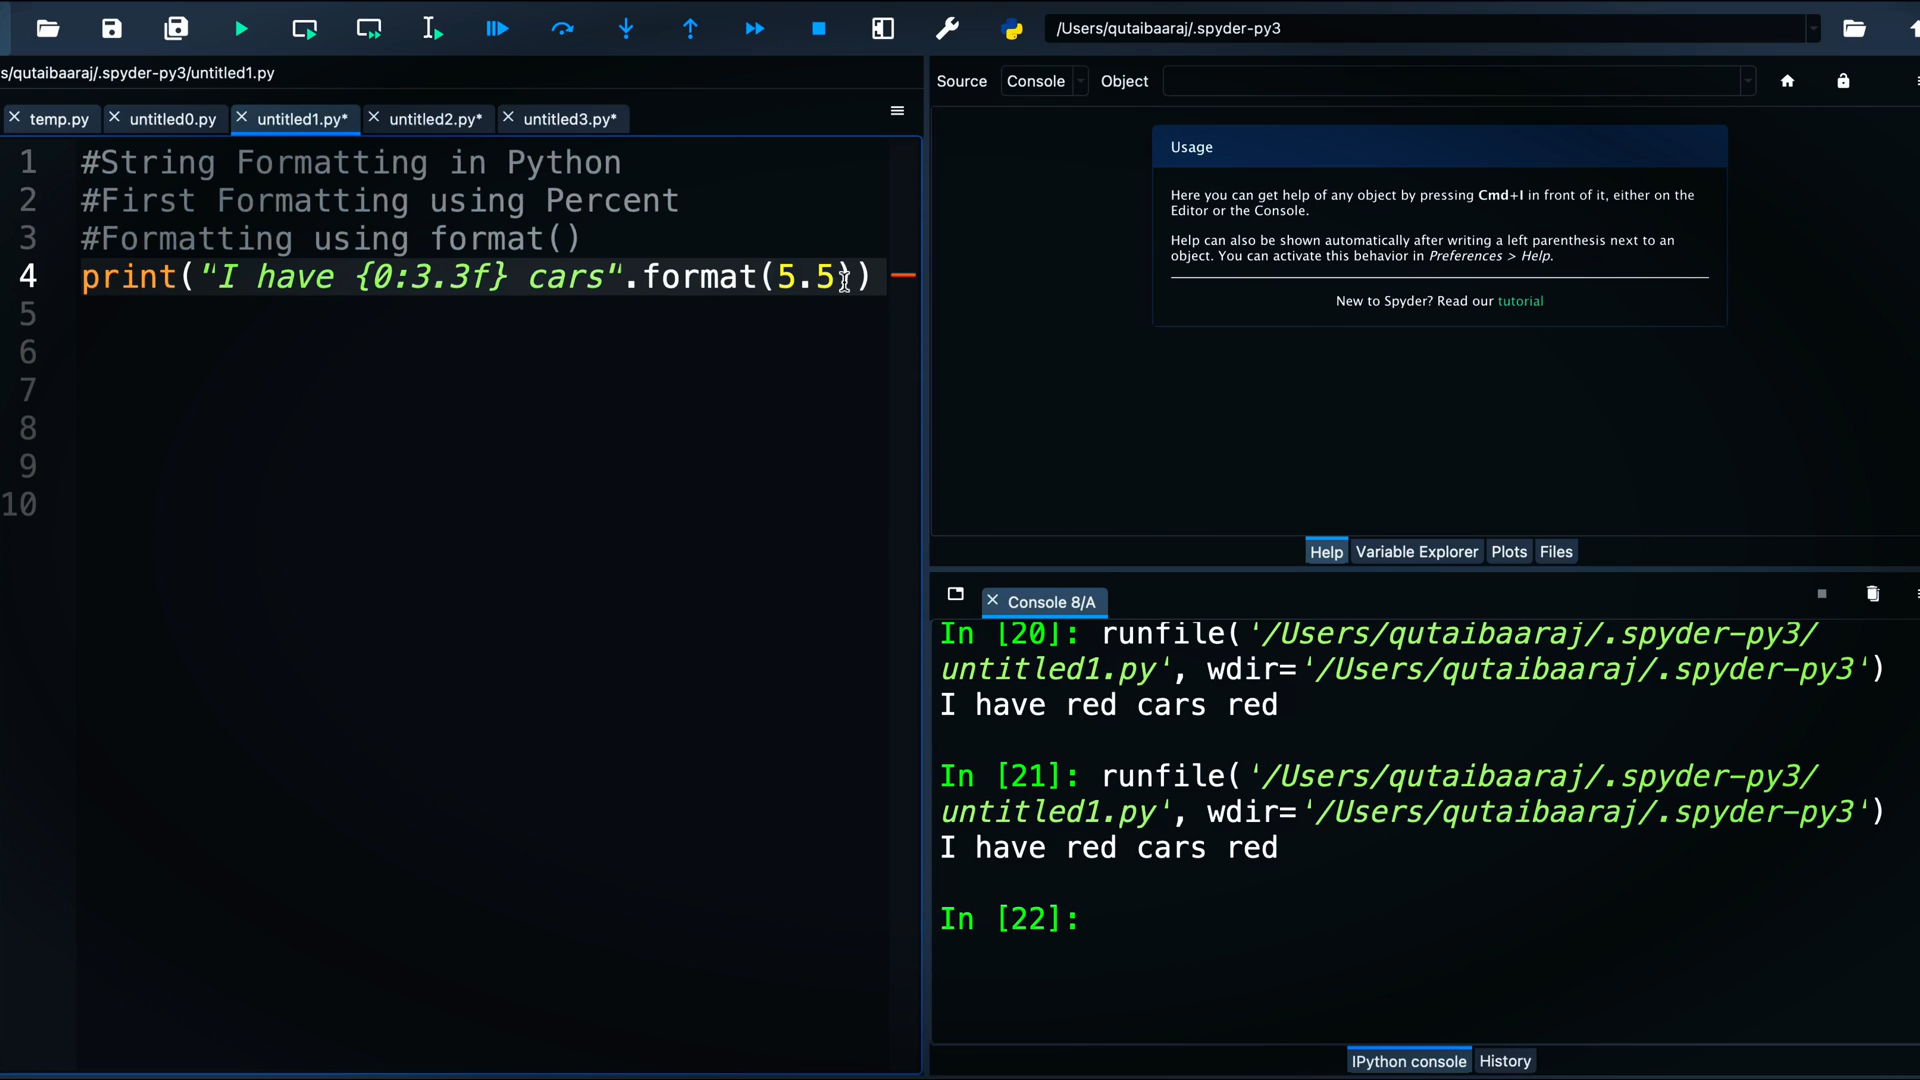 /Users/qutaibaaraj/.spyder-py3
s/qutaibaaraj/.spyder-py3/untitled1.py
temp.py
untitled0.py
untitled1.py*
untitled2.py*
untitled3.py*
1 #String Formatting in Python
2 #First Formatting using Percent
3 #Formatting using format()
4 print("I have {0:3.3f} cars".format(5.5))
5
6
7
8
9
10
Source Console Object
Usage
Here you can get help of any object by pressing Cmd+I in front of it, either on the
Editor or the Console.
Help can also be shown automatically after writing a left parenthesis next to an
object. You can activate this behavior in Preferences > Help.
New to Spyder? Read our tutorial
Help Variable Explorer Plots Files
Console 8/A
In [20]: runfile('/Users/qutaibaaraj/.spyder-py3/
untitled1.py', wdir='/Users/qutaibaaraj/.spyder-py3')
I have red cars red
In [21]: runfile('/Users/qutaibaaraj/.spyder-py3/
untitled1.py', wdir='/Users/qutaibaaraj/.spyder-py3')
I have red cars red
In [22]:
IPython console History